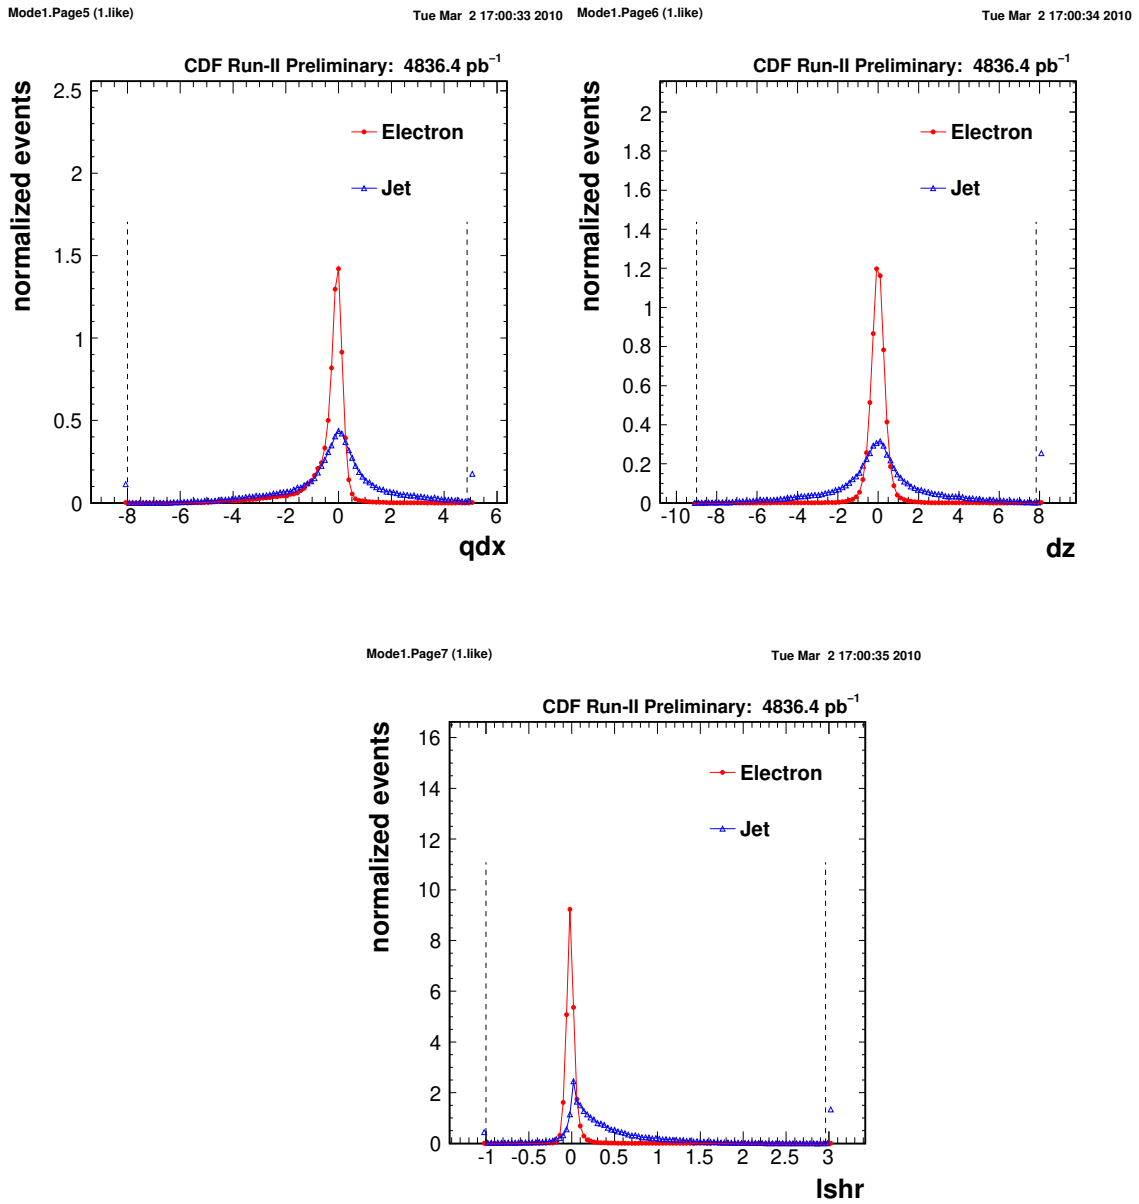 Mode1.Page5 (1.like) Tue Mar 2 17:00:33 2010
CDF Run-II Preliminary: 4836.4 pb⁻¹
normalized events
2.5
2
1.5
1
0.5
0
Electron
Jet
-8 -6 -4 -2 0 2 4 6
qdx
Mode1.Page6 (1.like) Tue Mar 2 17:00:34 2010
CDF Run-II Preliminary: 4836.4 pb⁻¹
normalized events
2
1.8
1.6
1.4
1.2
1
0.8
0.6
0.4
0.2
0
Electron
Jet
-10 -8 -6 -4 -2 0 2 4 6 8
dz
Mode1.Page7 (1.like) Tue Mar 2 17:00:35 2010
CDF Run-II Preliminary: 4836.4 pb⁻¹
normalized events
16
14
12
10
8
6
4
2
0
Electron
Jet
-1 -0.5 0 0.5 1 1.5 2 2.5 3
lshr